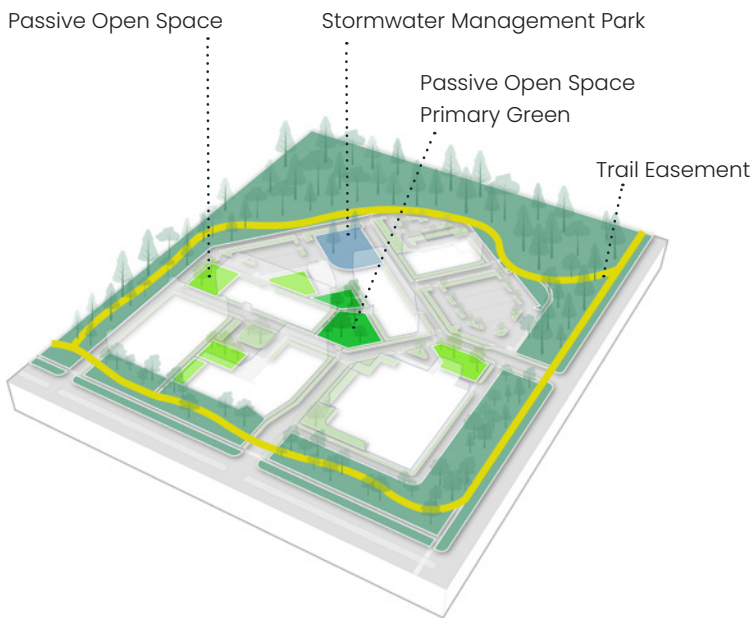 Passive Open Space
Stormwater Management Park
Passive Open Space
Primary Green
Trail Easement